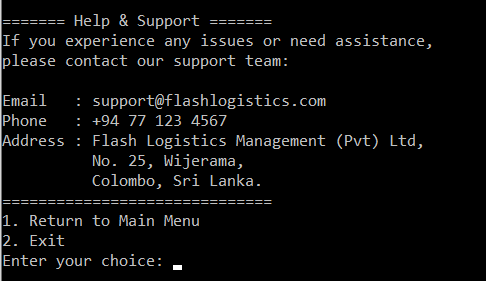 ======= Help & Support =======
If you experience any issues or need assistance,
please contact our support team:

Email   : support@flashlogistics.com
Phone   : +94 77 123 4567
Address : Flash Logistics Management (Pvt) Ltd,
          No. 25, Wijerama,
          Colombo, Sri Lanka.
==============================
1. Return to Main Menu
2. Exit
Enter your choice: _